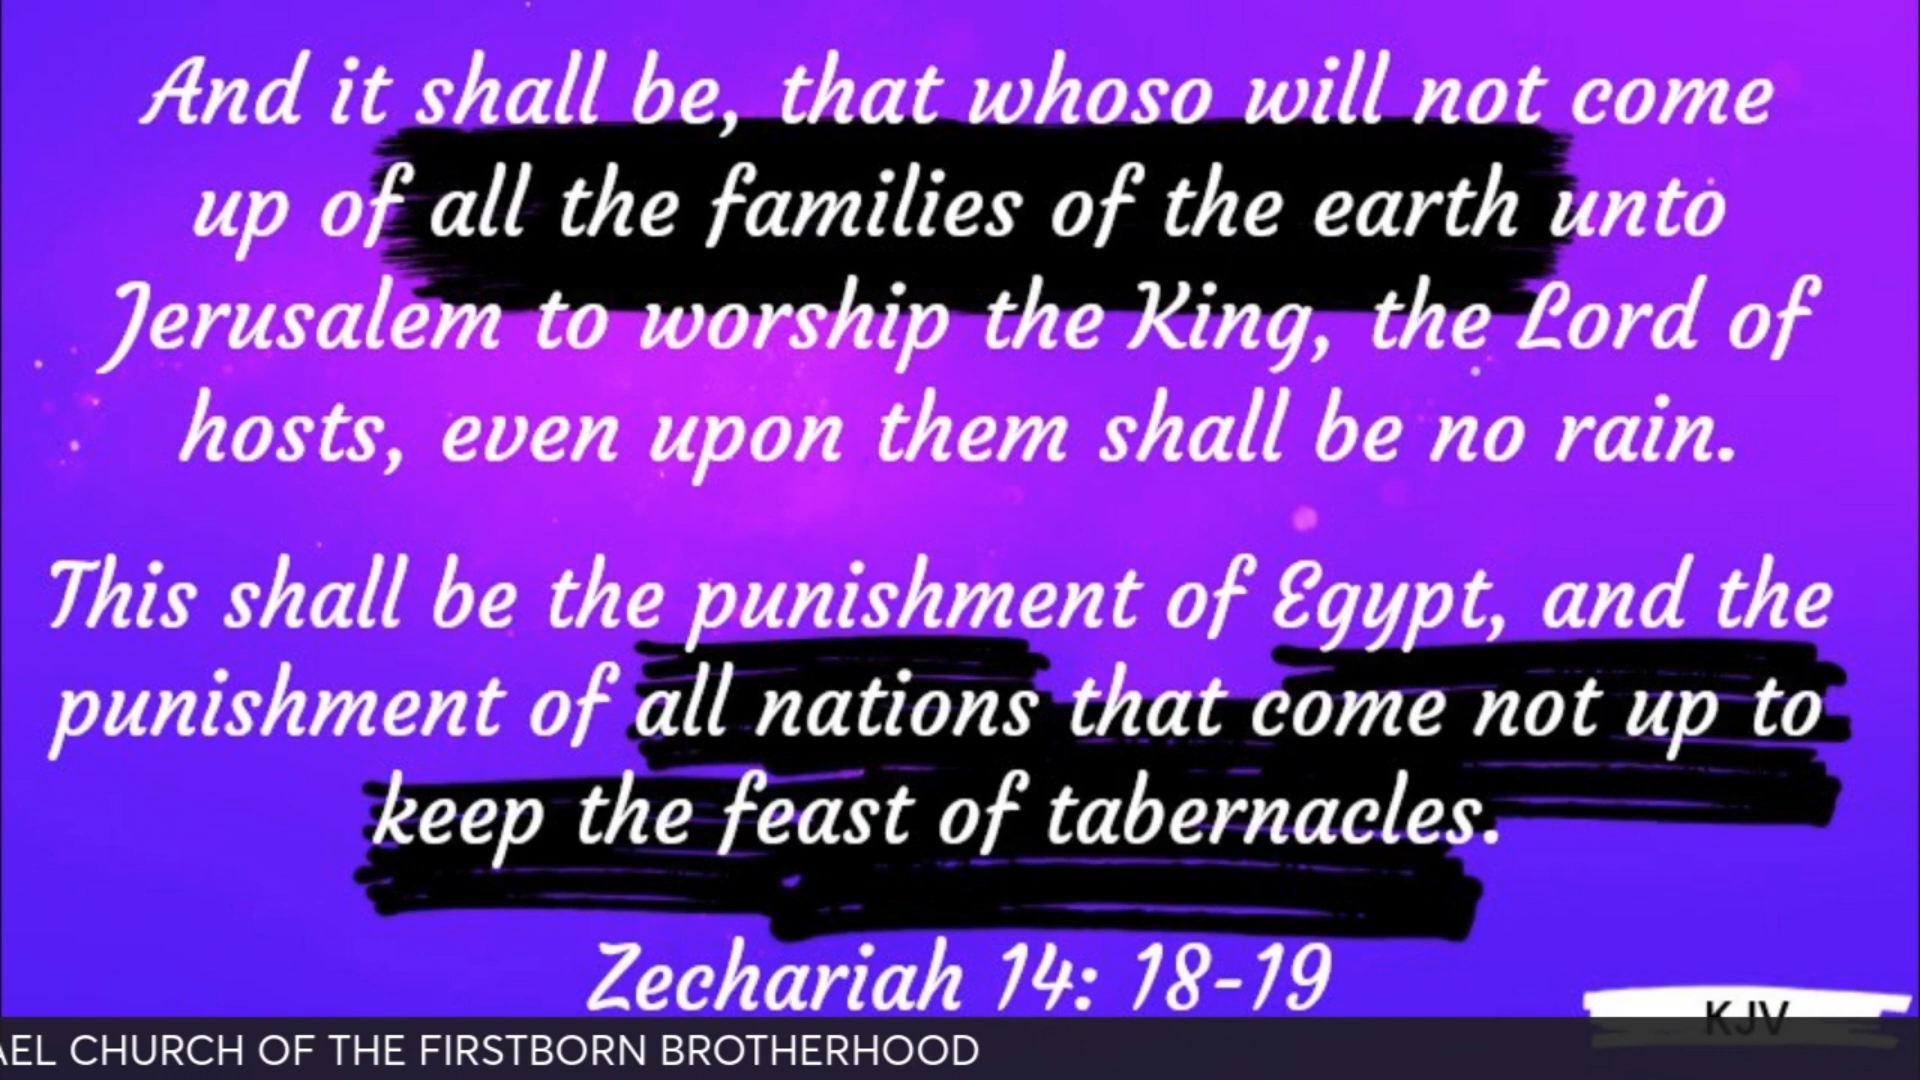 And it shall be, that whoso will not come
up of all the families of the earth unto
Jerusalem to worship the King, the Lord of
hosts, even upon them shall be no rain.
This shall be the punishment of Egypt, and the
punishment of all nations that come not up to
keep the feast of tabernacles.
Zechariah 14: 18-19
KJV
AEL CHURCH OF THE FIRSTBORN BROTHERHOOD